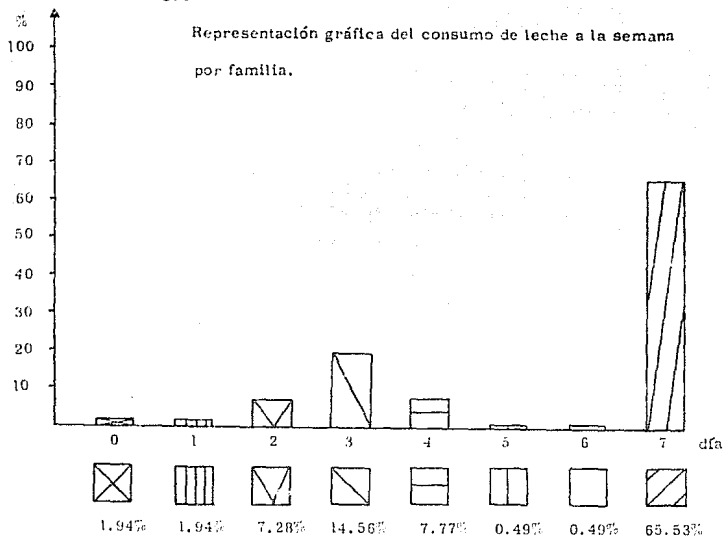 %
Representación gráfica del consumo de leche a la semana
por familia.
100
90
80
70
60
50
40
30
20
10
0 1 2 3 4 5 6 7 día
1.94% 1.94% 7.28% 14.56% 7.77% 0.49% 0.49% 65.53%